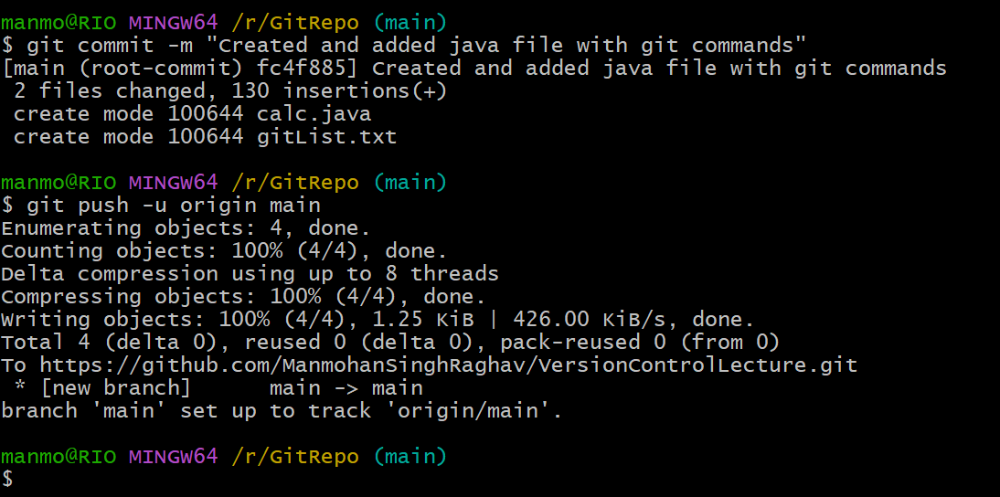 manmo@RIO MINGW64 /r/GitRepo (main)
$ git commit -m "Created and added java file with git commands"
[main (root-commit) fc4f885] Created and added java file with git commands
 2 files changed, 130 insertions(+)
 create mode 100644 calc.java
 create mode 100644 gitList.txt

manmo@RIO MINGW64 /r/GitRepo (main)
$ git push -u origin main
Enumerating objects: 4, done.
Counting objects: 100% (4/4), done.
Delta compression using up to 8 threads
Compressing objects: 100% (4/4), done.
Writing objects: 100% (4/4), 1.25 KiB | 426.00 KiB/s, done.
Total 4 (delta 0), reused 0 (delta 0), pack-reused 0 (from 0)
To https://github.com/ManmohanSinghRaghav/VersionControlLecture.git
 * [new branch]      main -> main
branch 'main' set up to track 'origin/main'.

manmo@RIO MINGW64 /r/GitRepo (main)
$